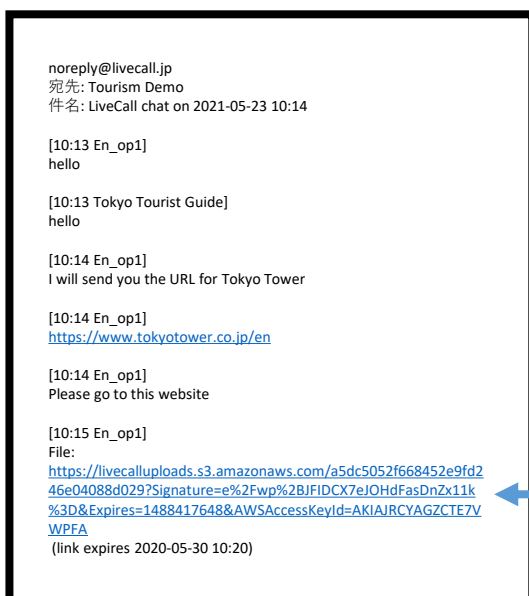 noreply@livecall.jp
宛先: Tourism Demo
件名: LiveCall chat on 2021-05-23 10:14
[10:13 En_op1]
hello
[10:13 Tokyo Tourist Guide]
hello
[10:14 En_op1]
I will send you the URL for Tokyo Tower
[10:14 En_op1]
https://www.tokyotower.co.jp/en
[10:14 En_op1]
Please go to this website
[10:15 En_op1]
File:
https://livecalluploads.s3.amazonaws.com/a5dc5052f668452e9fd2
46e04088d029?Signature=e%2Fwp%2BJFIDCX7eJOHdFasDnZx11k
%3D&Expires=1488417648&AWSAccessKeyId=AKIAJRCYAGZCTE7V
WPFA
(link expires 2020-05-30 10:20)